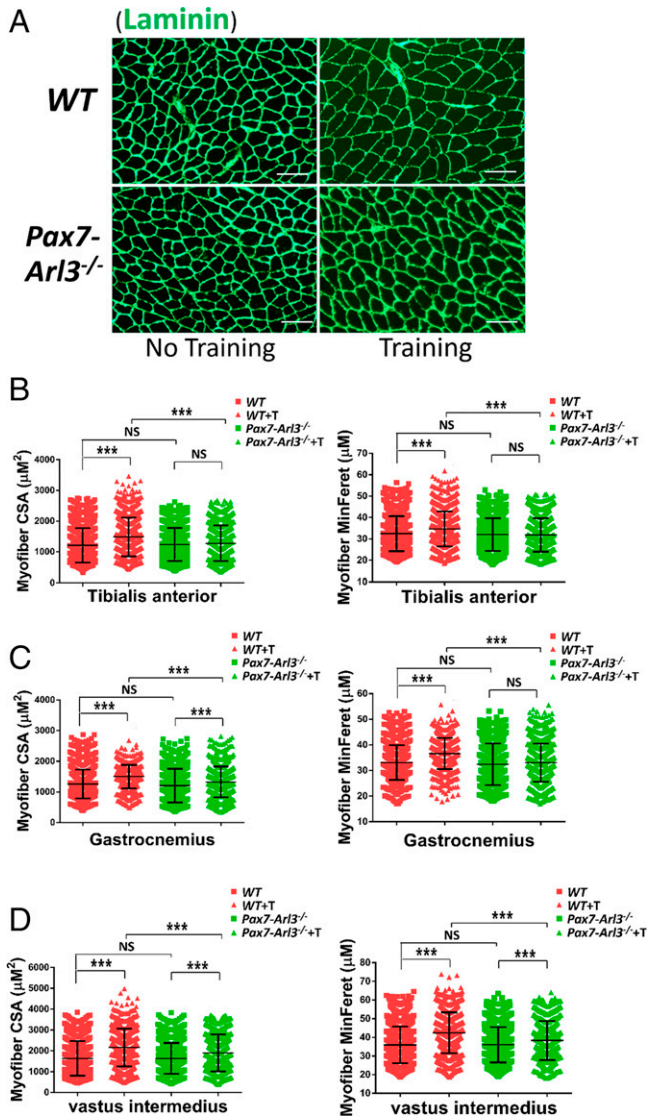 A
(Laminin)
WT
Pax7-
Arl3-/-
No Training
Training
B
WT
WT+T
Pax7-Arl3-/-
Pax7-Arl3-/-+T
***
NS
***
NS
Myofiber CSA (µM²)
4000
3000
2000
1000
0
Tibialis anterior
WT
WT+T
Pax7-Arl3-/-
Pax7-Arl3-/-+T
***
NS
***
NS
Myofiber MinFeret (µM)
70
60
50
40
30
20
10
Tibialis anterior
C
WT
WT+T
Pax7-Arl3-/-
Pax7-Arl3-/-+T
***
NS
***
***
Myofiber CSA (µM²)
4000
3000
2000
1000
0
Gastrocnemius
WT
WT+T
Pax7-Arl3-/-
Pax7-Arl3-/-+T
***
NS
***
NS
Myofiber MinFeret (µM)
60
50
40
30
20
10
Gastrocnemius
D
WT
WT+T
Pax7-Arl3-/-
Pax7-Arl3-/-+T
***
NS
***
***
Myofiber CSA (µM²)
6000
5000
4000
3000
2000
1000
0
vastus intermedius
WT
WT+T
Pax7-Arl3-/-
Pax7-Arl3-/-+T
***
NS
***
***
Myofiber MinFeret (µM)
80
70
60
50
40
30
20
10
vastus intermedius